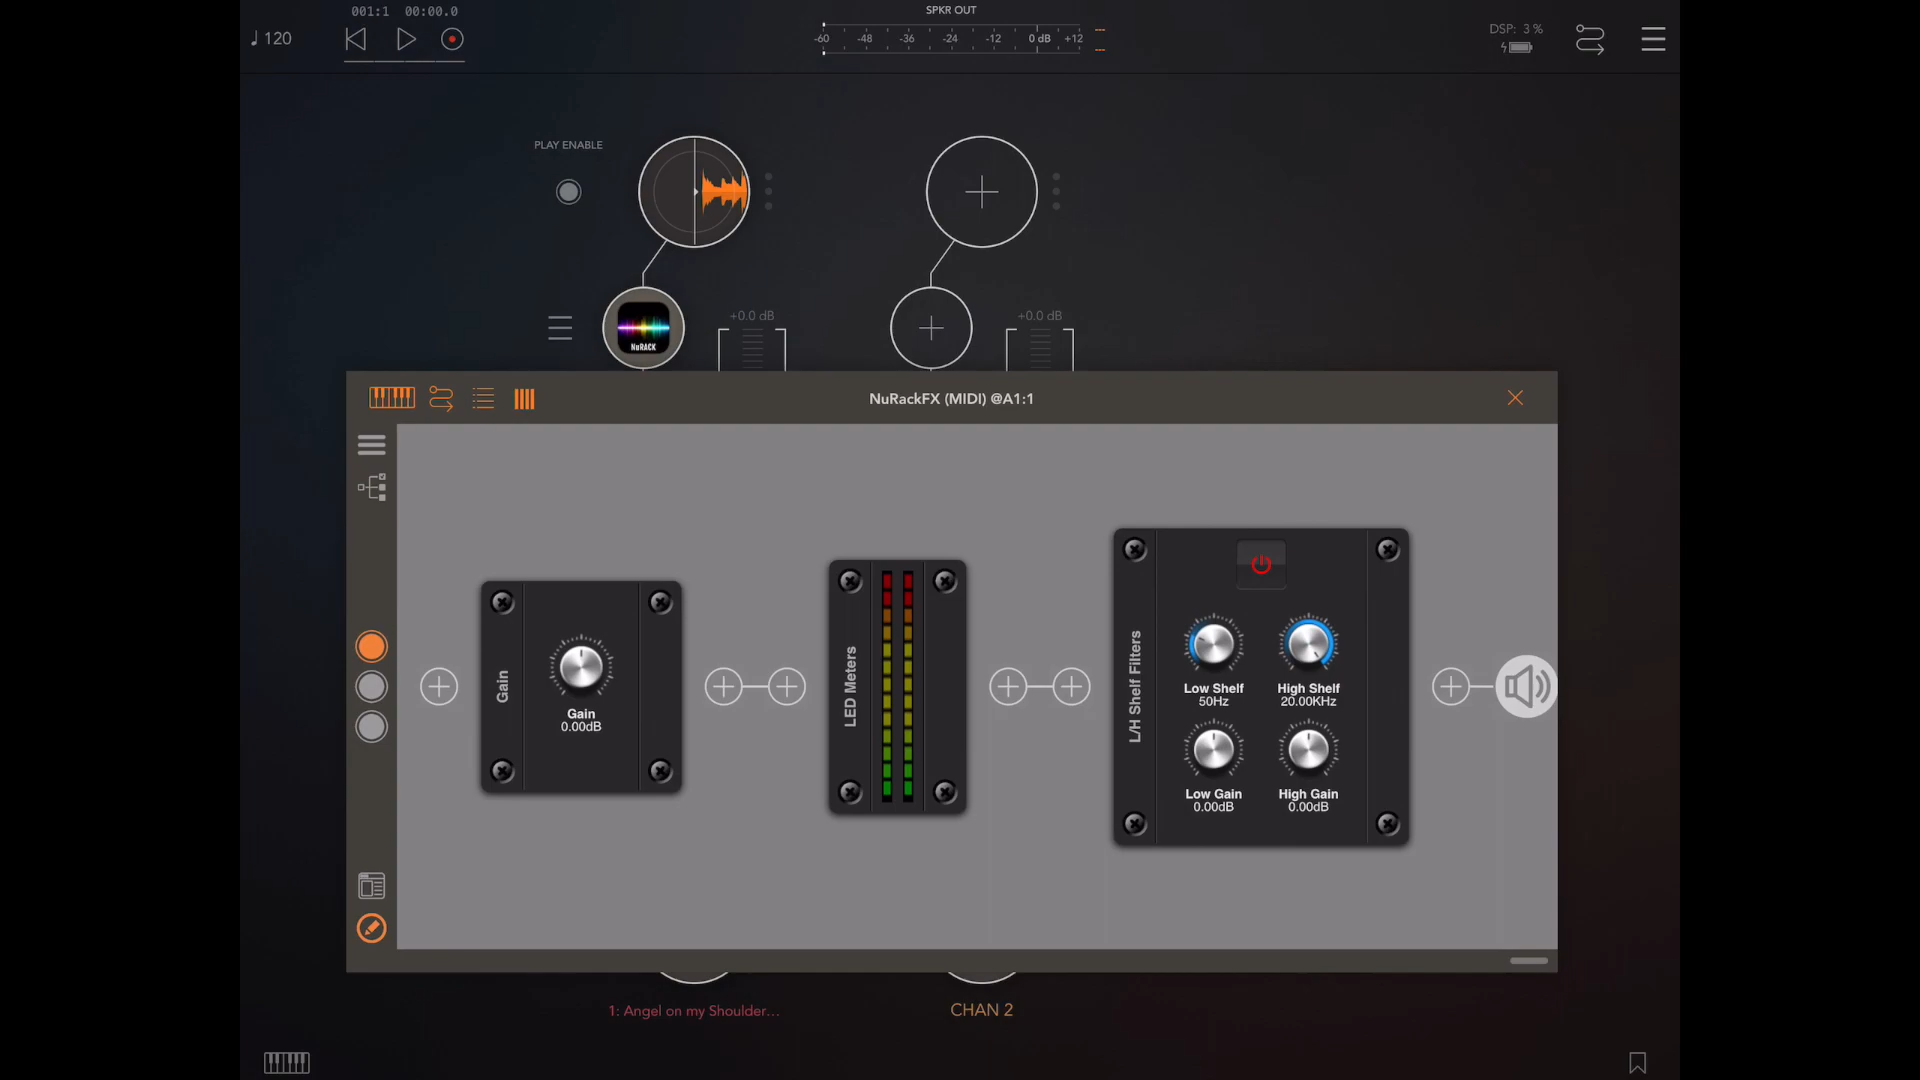 001:1 00:00.0
SPKR OUT
♩ 120
-60 -48 -36 -24 -12 0 dB +12
DSP: 3 %
PLAY ENABLE
+0.0 dB
+0.0 dB
NuRACK
NuRackFX (MIDI) @A1:1
Gain
Gain
0.00dB
LED Meters
L/H Shelf Filters
Low Shelf
50Hz
High Shelf
20.00KHz
Low Gain
0.00dB
High Gain
0.00dB
1: Angel on my Shoulder...
CHAN 2